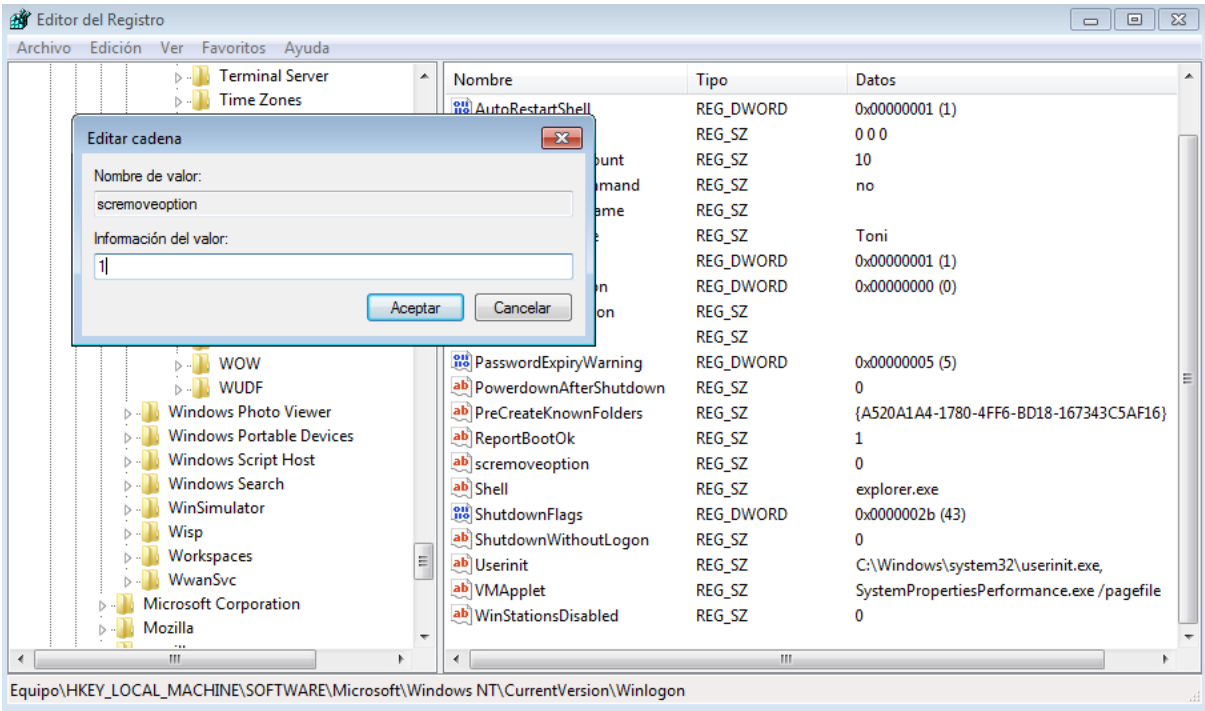 Editor del Registro
Archivo Edición Ver Favoritos Ayuda
Terminal Server
Time Zones
Editar cadena
Nombre de valor:
scremoveoption
Información del valor:
1
Aceptar Cancelar
WOW
WUDF
Windows Photo Viewer
Windows Portable Devices
Windows Script Host
Windows Search
WinSimulator
Wisp
Workspaces
WwanSvc
Microsoft Corporation
Mozilla
Nombre Tipo Datos
AutoRestartShell REG_DWORD 0x00000001 (1)
REG_SZ 0 0 0
ount REG_SZ 10
mmand REG_SZ no
ame REG_SZ
REG_SZ Toni
REG_DWORD 0x00000001 (1)
on REG_DWORD 0x00000000 (0)
on REG_SZ
REG_SZ
PasswordExpiryWarning REG_DWORD 0x00000005 (5)
PowerdownAfterShutdown REG_SZ 0
PreCreateKnownFolders REG_SZ {A520A1A4-1780-4FF6-BD18-167343C5AF16}
ReportBootOk REG_SZ 1
scremoveoption REG_SZ 0
Shell REG_SZ explorer.exe
ShutdownFlags REG_DWORD 0x0000002b (43)
ShutdownWithoutLogon REG_SZ 0
Userinit REG_SZ C:\Windows\system32\userinit.exe,
VMApplet REG_SZ SystemPropertiesPerformance.exe /pagefile
WinStationsDisabled REG_SZ 0
Equipo\HKEY_LOCAL_MACHINE\SOFTWARE\Microsoft\Windows NT\CurrentVersion\Winlogon